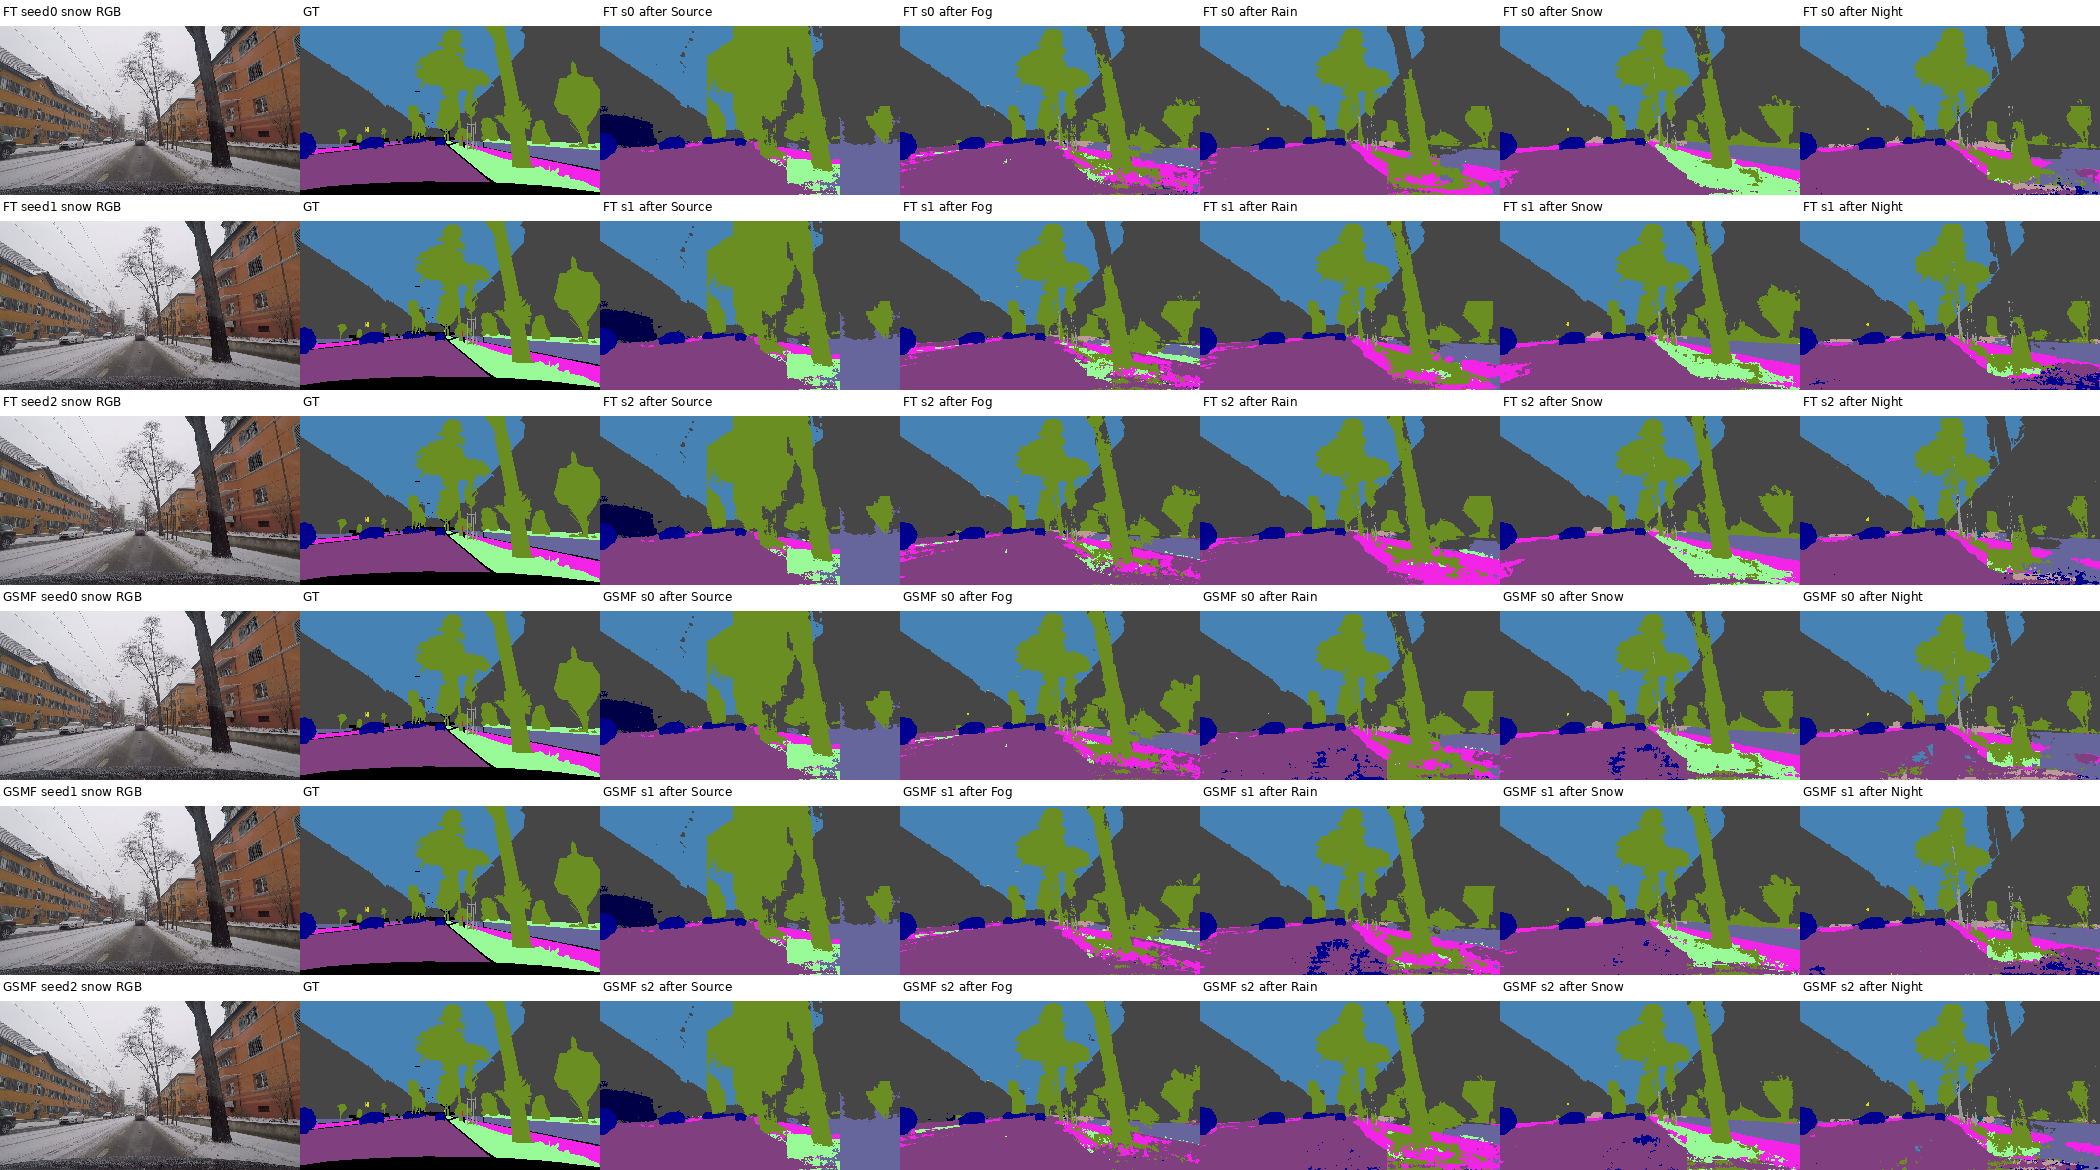 FT seed0 snow RGB GT FT s0 after Source FT s0 after Fog FT s0 after Rain FT s0 after Snow FT s0 after Night
FT seed1 snow RGB GT FT s1 after Source FT s1 after Fog FT s1 after Rain FT s1 after Snow FT s1 after Night
FT seed2 snow RGB GT FT s2 after Source FT s2 after Fog FT s2 after Rain FT s2 after Snow FT s2 after Night
GSMF seed0 snow RGB GT GSMF s0 after Source GSMF s0 after Fog GSMF s0 after Rain GSMF s0 after Snow GSMF s0 after Night
GSMF seed1 snow RGB GT GSMF s1 after Source GSMF s1 after Fog GSMF s1 after Rain GSMF s1 after Snow GSMF s1 after Night
GSMF seed2 snow RGB GT GSMF s2 after Source GSMF s2 after Fog GSMF s2 after Rain GSMF s2 after Snow GSMF s2 after Night